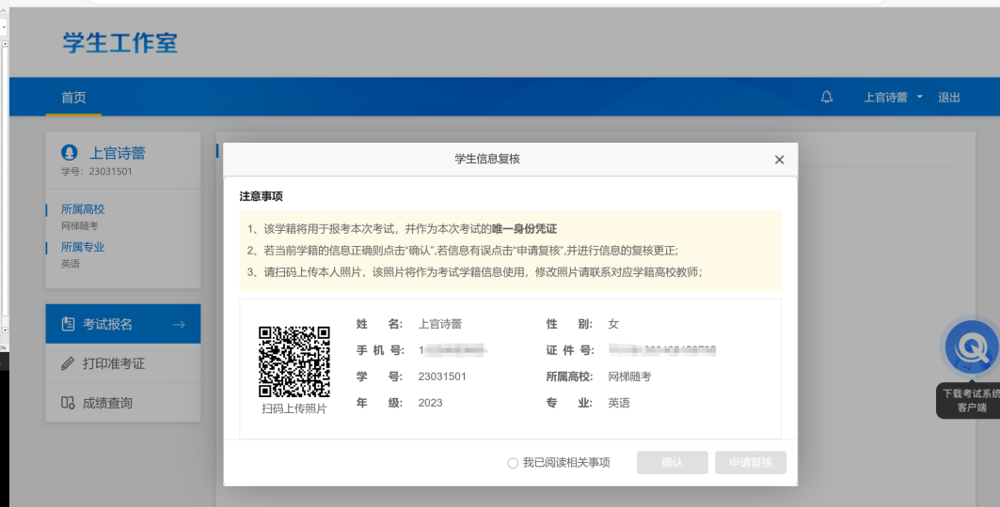 学生工作室
首页
上官诗蕾
退出
上官诗蕾
学号：23031501
所属高校
网梯随考
所属专业
英语
考试报名
打印准考证
成绩查询
学生信息复核
注意事项
1、该学籍将用于报考本次考试，并作为本次考试的唯一身份凭证
2、若当前学籍的信息正确则点击“确认”,若信息有误点击“申请复核”,并进行信息的复核更正;
3、请扫码上传本人照片，该照片将作为考试学籍信息使用，修改照片请联系对应学籍高校教师；
扫码上传照片
姓 名: 上官诗蕾 性 别: 女
手 机 号: 1 证 件 号:
学 号: 23031501 所属高校: 网梯随考
年 级: 2023 专 业: 英语
我已阅读相关事项
确认
申请复核
下载考试系统
客户端